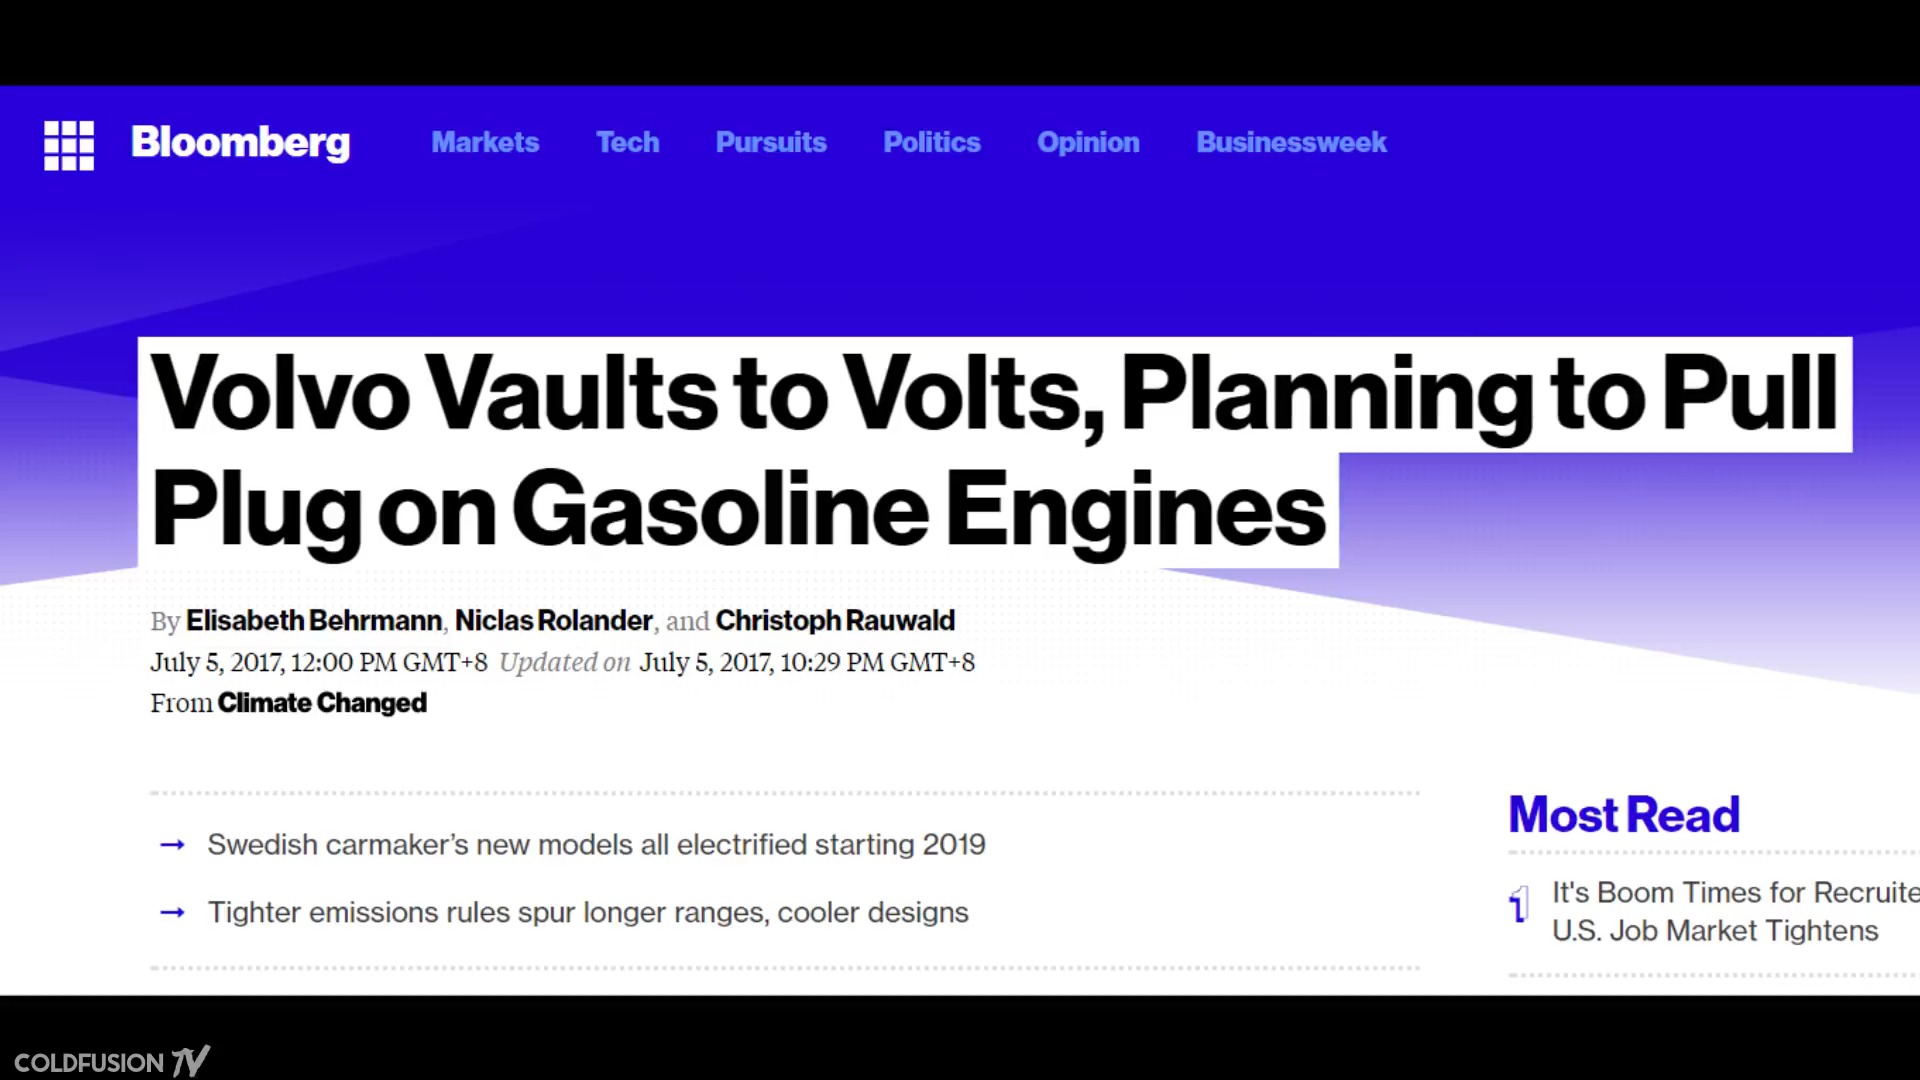 Bloomberg Markets Tech Pursuits Politics Opinion Businessweek
Volvo Vaults to Volts, Planning to Pull
Plug on Gasoline Engines
By Elisabeth Behrmann, Niclas Rolander, and Christoph Rauwald
July 5, 2017, 12:00 PM GMT+8 Updated on July 5, 2017, 10:29 PM GMT+8
From Climate Changed
→ Swedish carmaker's new models all electrified starting 2019
→ Tighter emissions rules spur longer ranges, cooler designs
Most Read
1 It's Boom Times for Recruite
U.S. Job Market Tightens
COLDFUSION TV